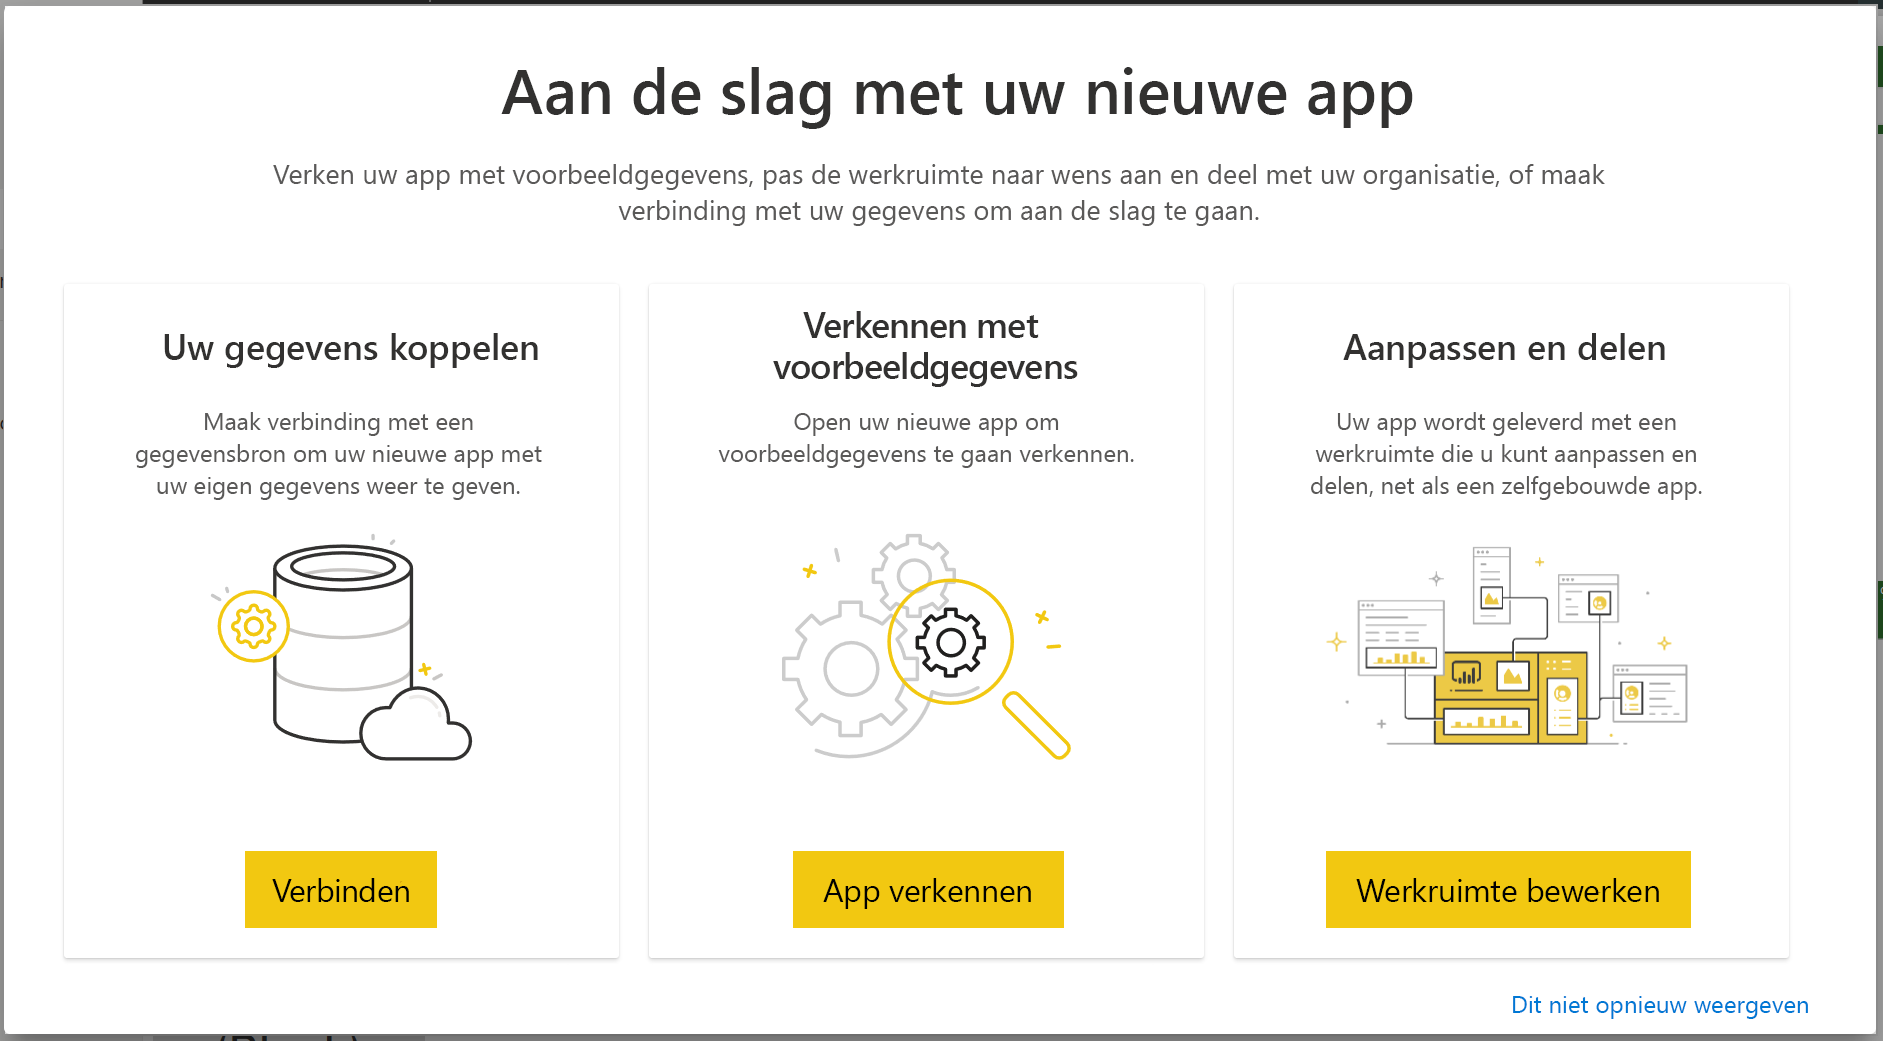 Aan de slag met uw nieuwe app
Verken uw app met voorbeeldgegevens, pas de werkruimte naar wens aan en deel met uw organisatie, of maak
verbinding met uw gegevens om aan de slag te gaan.
Uw gegevens koppelen
Maak verbinding met een
gegevensbron om uw nieuwe app met
uw eigen gegevens weer te geven.
Verbinden
Verkennen met
voorbeeldgegevens
Open uw nieuwe app om
voorbeeldgegevens te gaan verkennen.
App verkennen
Aanpassen en delen
Uw app wordt geleverd met een
werkruimte die u kunt aanpassen en
delen, net als een zelfgebouwde app.
Werkruimte bewerken
Dit niet opnieuw weergeven